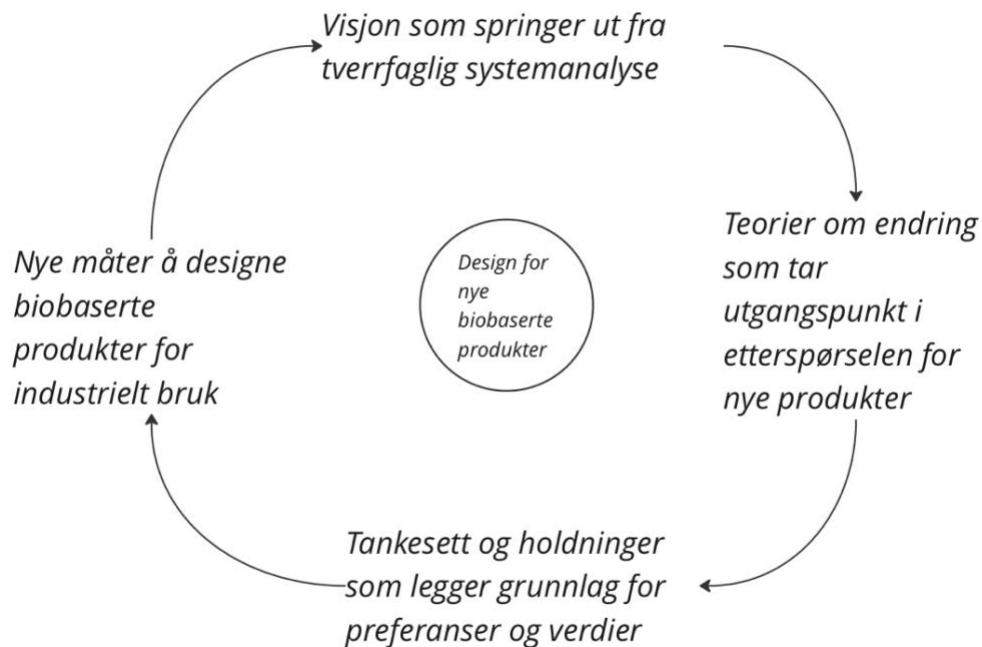 Visjon som springer ut fra
tverrfaglig systemanalyse
Teorier om endring
som tar
utgangspunkt i
etterspørselen for
nye produkter
Tankesett og holdninger
som legger grunnlag for
preferanser og verdier
Nye måter å designe
biobaserte
produkter for
industrielt bruk
Design for
nye
biobaserte
produkter